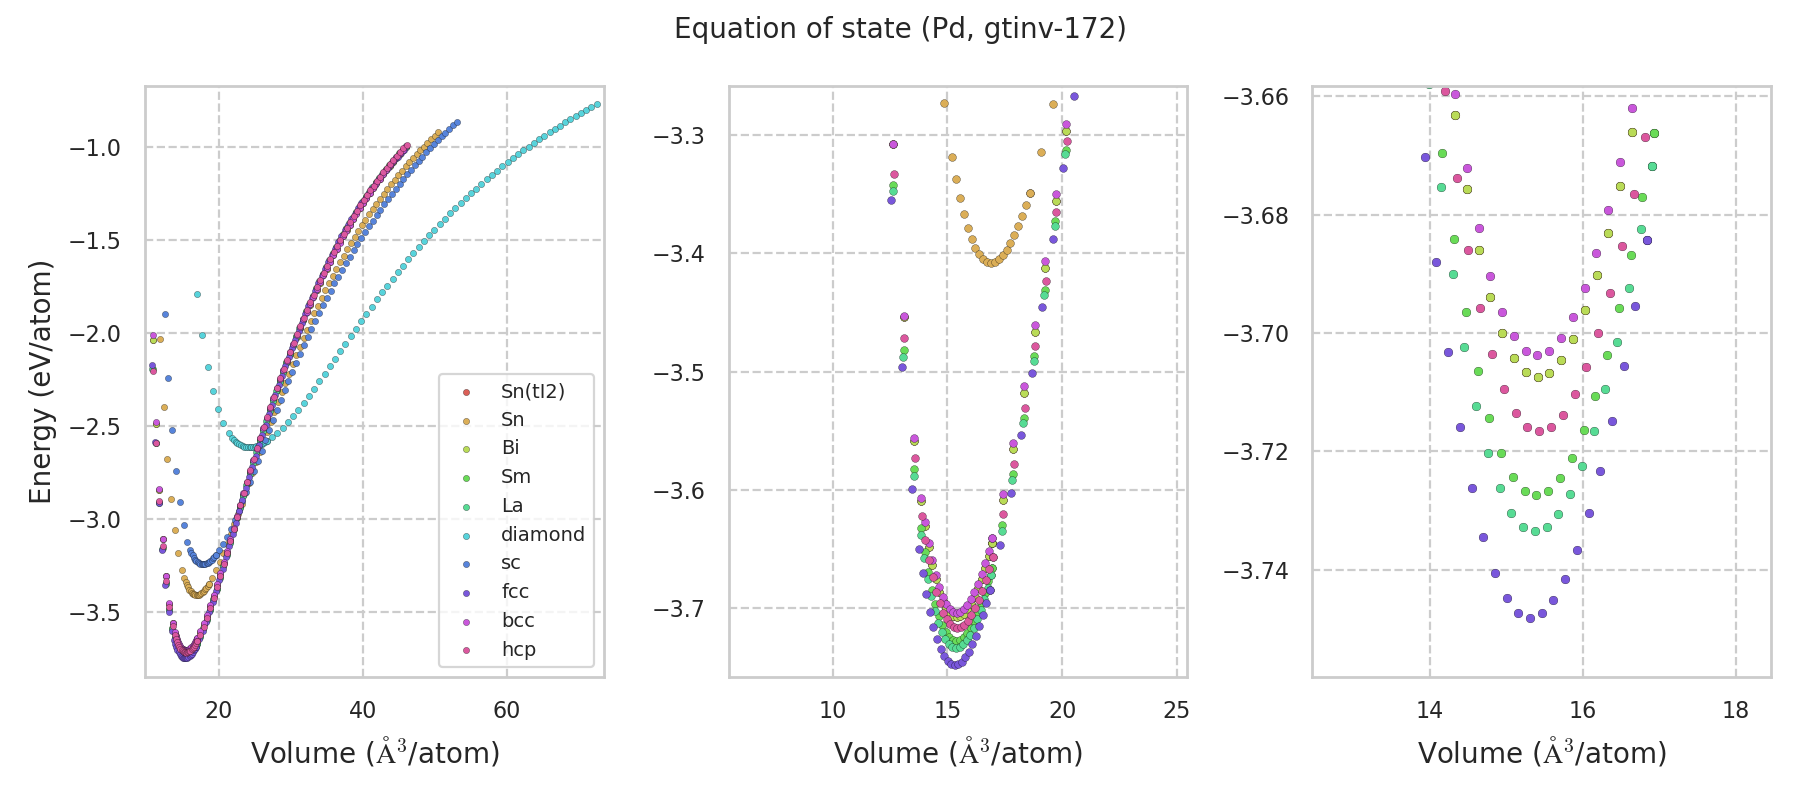 Equation of state (Pd, gtinv-172)
Energy (eV/atom)
−1.0
−1.5
−2.0
−2.5
−3.0
−3.5
20
40
60
Volume (Å³/atom)
Sn(tI2)
Sn
Bi
Sm
La
diamond
sc
fcc
bcc
hcp
−3.3
−3.4
−3.5
−3.6
−3.7
10
15
20
25
Volume (Å³/atom)
−3.66
−3.68
−3.70
−3.72
−3.74
14
16
18
Volume (Å³/atom)